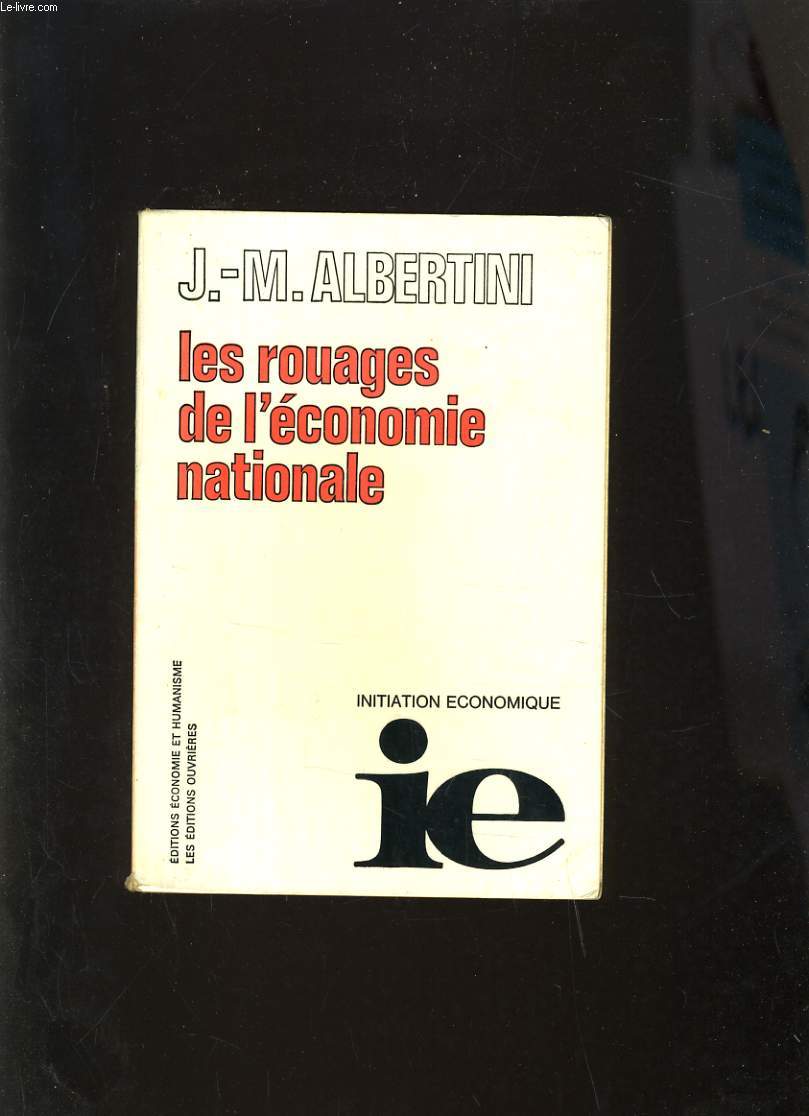 Le-livre.com
J.-M. ALBERTINI
les rouages
de l'économie
nationale
INITIATION ECONOMIQUE
ie
ÉDITIONS ÉCONOMIE ET HUMANISME
LES ÉDITIONS OUVRIÈRES